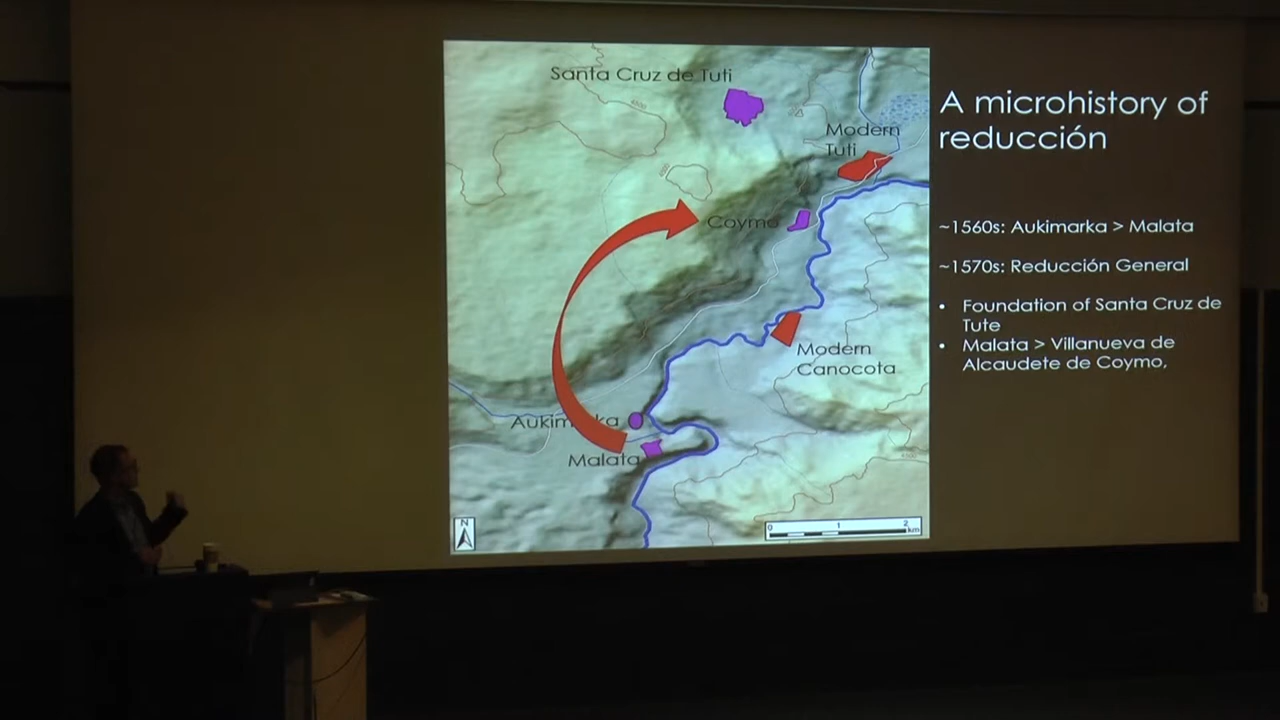 Santa Cruz de Tuti
4500
Modern
Tuti
Coymo
Modern
Canocota
Malata
N
0 1 2
km
A microhistory of
reducción
~1560s: Aukimarka > Malata
~1570s: Reducción General
• Foundation of Santa Cruz de
Tute
• Malata > Villanueva de
Alcaudete de Coymo,